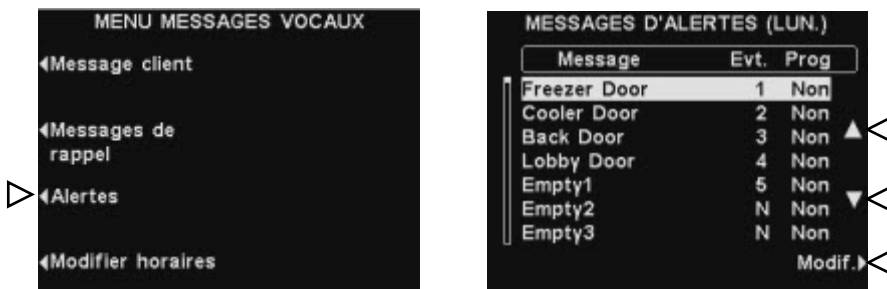 MENU MESSAGES VOCAUX
Message client
Messages de
rappel
Alertes
Modifier horaires
MESSAGES D'ALERTES (LUN.)
Message Evt. Prog
Freezer Door 1 Non
Cooler Door 2 Non
Back Door 3 Non
Lobby Door 4 Non
Empty1 5 Non
Empty2 N Non
Empty3 N Non
Modif.